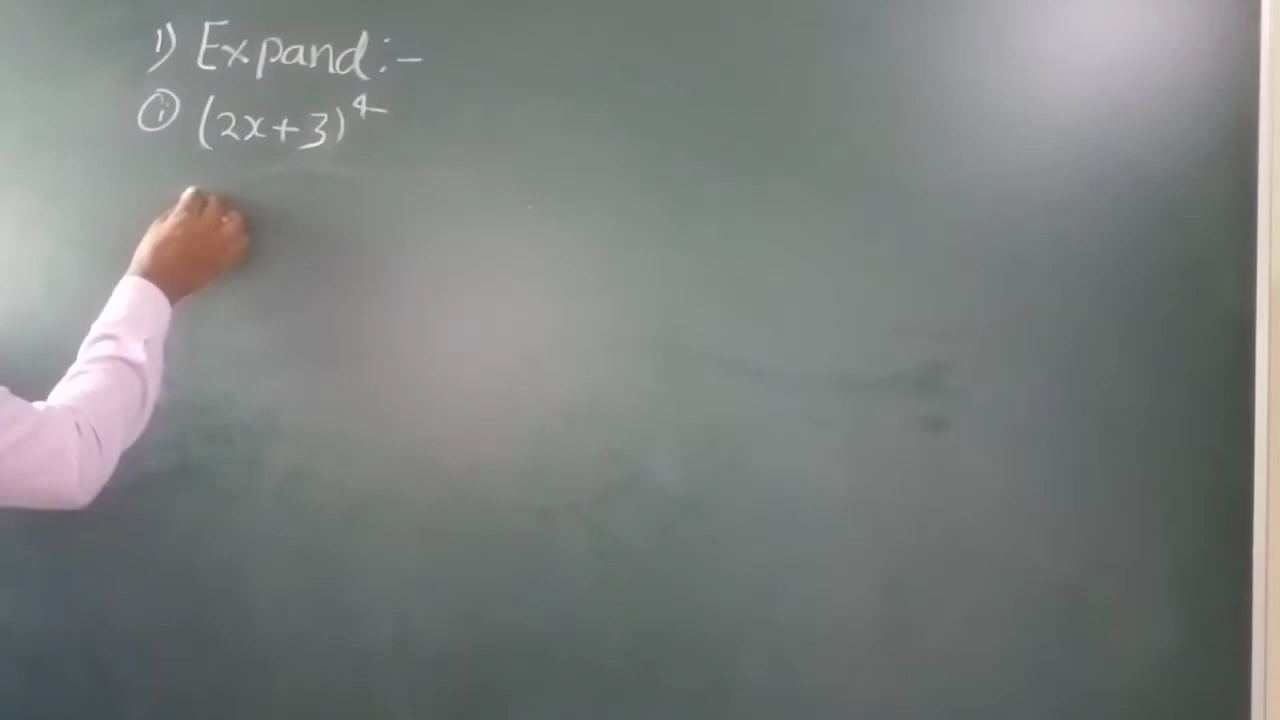 1) Expand:-
(i) (2x+3)⁴